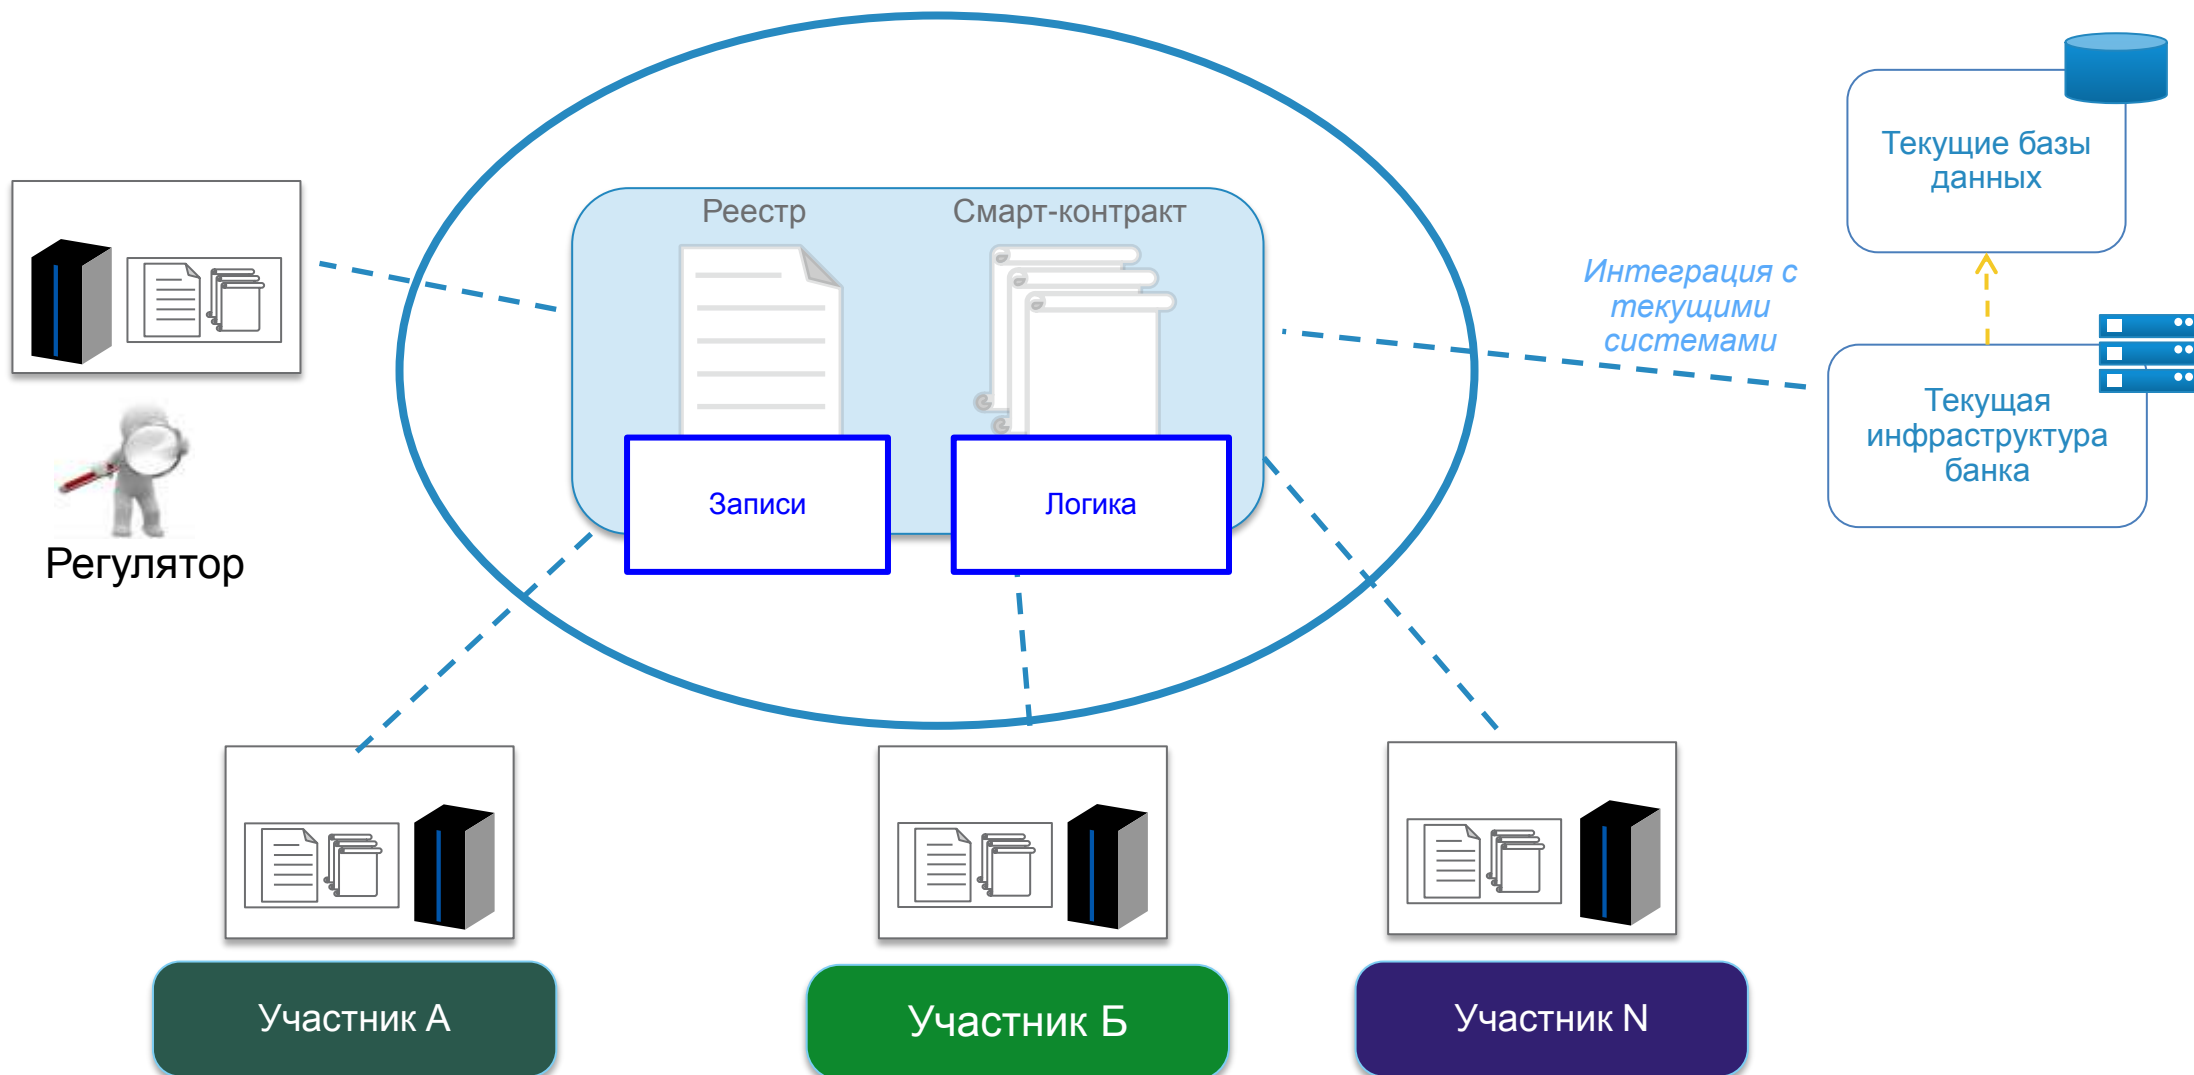 Реестр
Смарт-контракт
Записи
Логика
Регулятор
Интеграция с
текущими
системами
Текущие базы
данных
Текущая
инфраструктура
банка
Участник А
Участник Б
Участник N